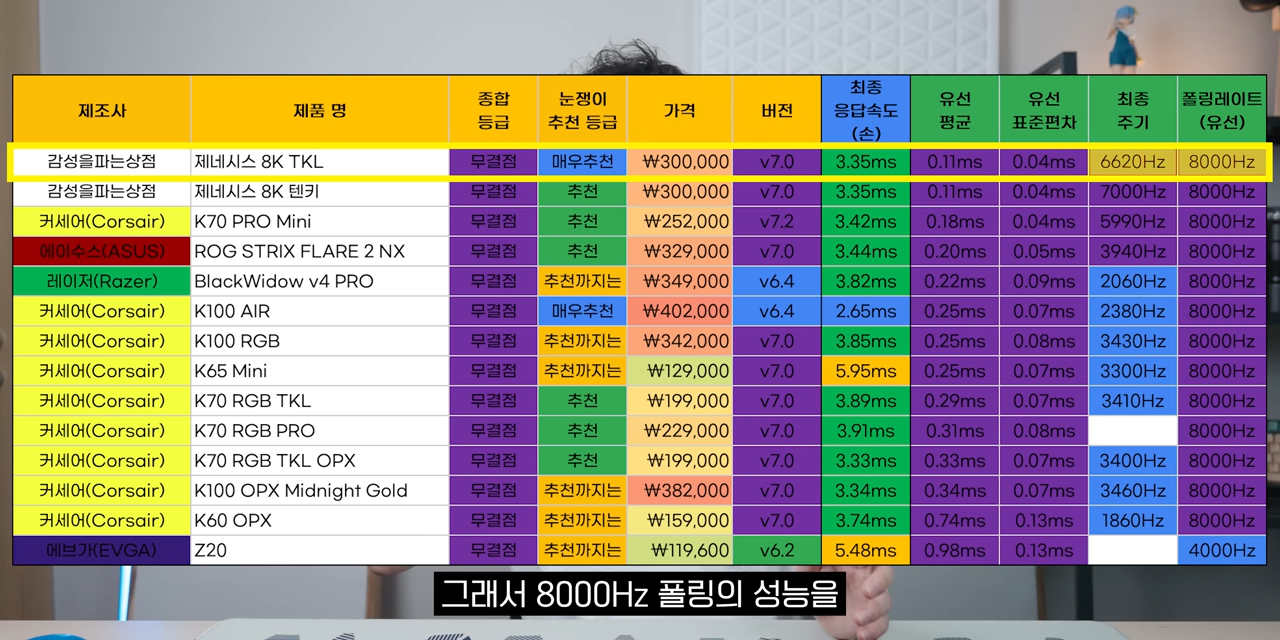 제조사 제품 명 종합 등급 눈쟁이 추천 등급 가격 버전 최종 응답속도 (손) 유선 평균 유선 표준편차 최종 주기 폴링레이트 (유선)
감성을파는상점 제네시스 8K TKL 무결점 매우추천 ₩300,000 v7.0 3.35ms 0.11ms 0.04ms 6620Hz 8000Hz
감성을파는상점 제네시스 8K 텐키 무결점 추천 ₩300,000 v7.0 3.35ms 0.11ms 0.04ms 7000Hz 8000Hz
커세어(Corsair) K70 PRO Mini 무결점 추천 ₩252,000 v7.2 3.42ms 0.18ms 0.04ms 5990Hz 8000Hz
에이수스(ASUS) ROG STRIX FLARE 2 NX 무결점 추천 ₩329,000 v7.0 3.44ms 0.20ms 0.05ms 3940Hz 8000Hz
레이저(Razer) BlackWidow v4 PRO 무결점 추천까지는 ₩349,000 v6.4 3.82ms 0.22ms 0.09ms 2060Hz 8000Hz
커세어(Corsair) K100 AIR 무결점 매우추천 ₩402,000 v6.4 2.65ms 0.25ms 0.07ms 2380Hz 8000Hz
커세어(Corsair) K100 RGB 무결점 추천까지는 ₩342,000 v7.0 3.85ms 0.25ms 0.08ms 3430Hz 8000Hz
커세어(Corsair) K65 Mini 무결점 추천까지는 ₩129,000 v7.0 5.95ms 0.25ms 0.07ms 3300Hz 8000Hz
커세어(Corsair) K70 RGB TKL 무결점 추천 ₩199,000 v7.0 3.89ms 0.29ms 0.07ms 3410Hz 8000Hz
커세어(Corsair) K70 RGB PRO 무결점 추천 ₩229,000 v7.0 3.91ms 0.31ms 0.08ms 8000Hz
커세어(Corsair) K70 RGB TKL OPX 무결점 추천 ₩199,000 v7.0 3.33ms 0.33ms 0.07ms 3400Hz 8000Hz
커세어(Corsair) K100 OPX Midnight Gold 무결점 추천까지는 ₩382,000 v7.0 3.34ms 0.34ms 0.07ms 3460Hz 8000Hz
커세어(Corsair) K60 OPX 무결점 추천까지는 ₩159,000 v7.0 3.74ms 0.74ms 0.13ms 1860Hz 8000Hz
에브가(EVGA) Z20 무결점 추천까지는 ₩119,600 v6.2 5.48ms 0.98ms 0.13ms 4000Hz
그래서 8000Hz 폴링의 성능을